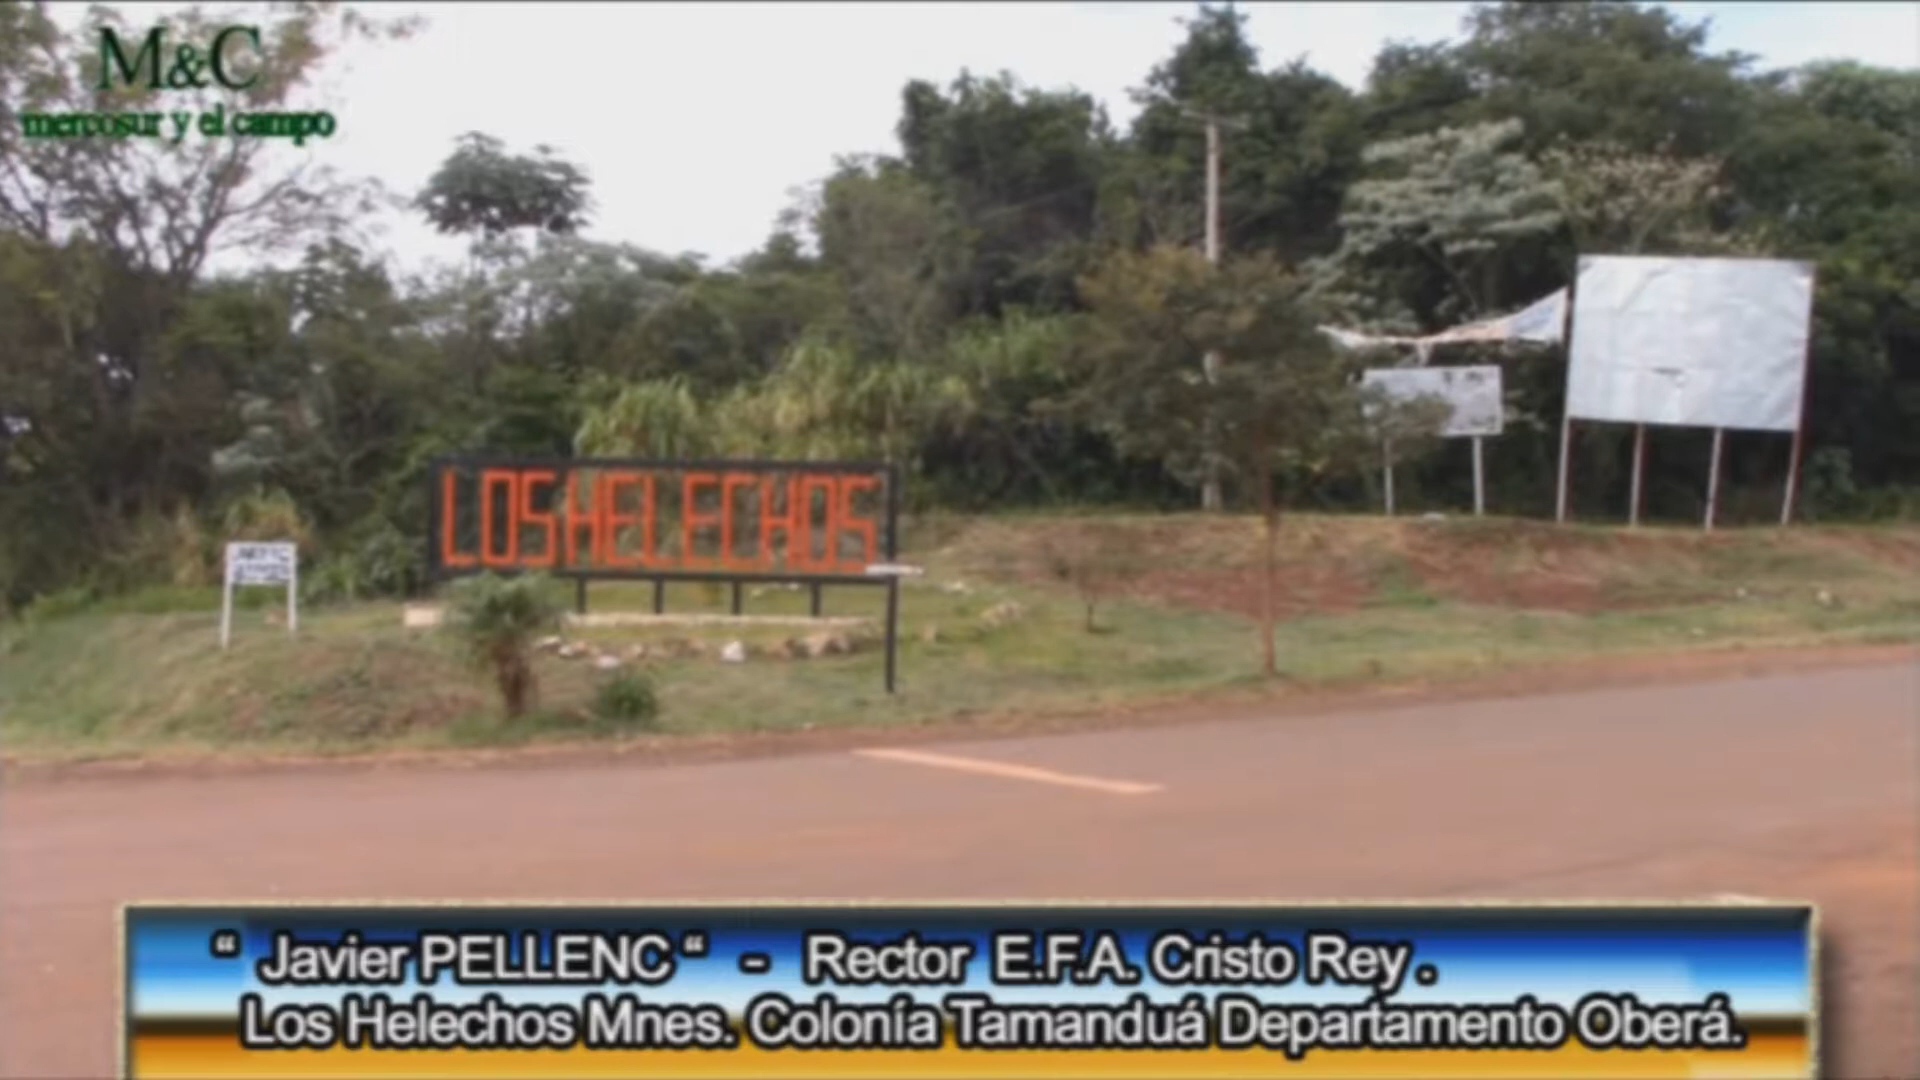 M&C
mercosur y el campo
LOS HELECHOS
“ Javier PELLENC “ - Rector E.F.A. Cristo Rey .
Los Helechos Mnes. Colonía Tamanduá Departamento Oberá.